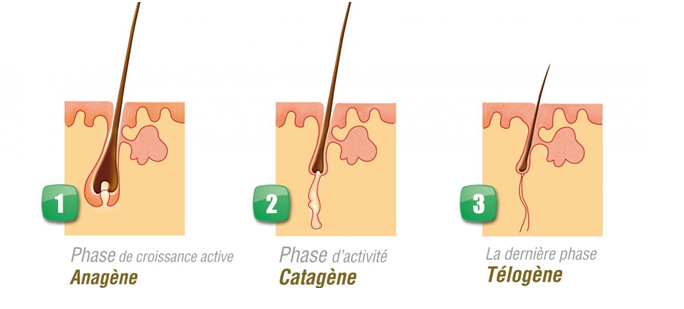 1
Phase de croissance active
Anagène
2
Phase d'activité
Catagène
3
La dernière phase
Télogène